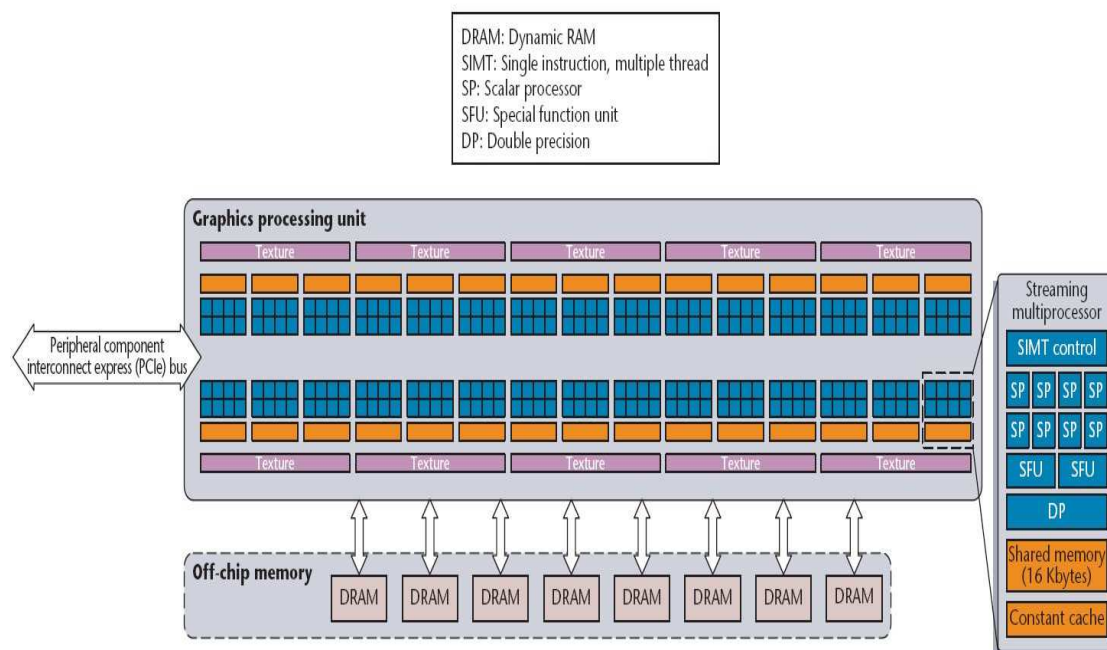 DRAM: Dynamic RAM
SIMT: Single instruction, multiple thread
SP: Scalar processor
SFU: Special function unit
DP: Double precision
Graphics processing unit
Texture Texture Texture Texture Texture
Peripheral component
interconnect express (PCIe) bus
Texture Texture Texture Texture Texture
Streaming
multiprocessor
SIMT control
SP SP SP SP
SP SP SP SP
SFU SFU
DP
Shared memory
(16 Kbytes)
Constant cache
Off-chip memory
DRAM DRAM DRAM DRAM DRAM DRAM DRAM DRAM